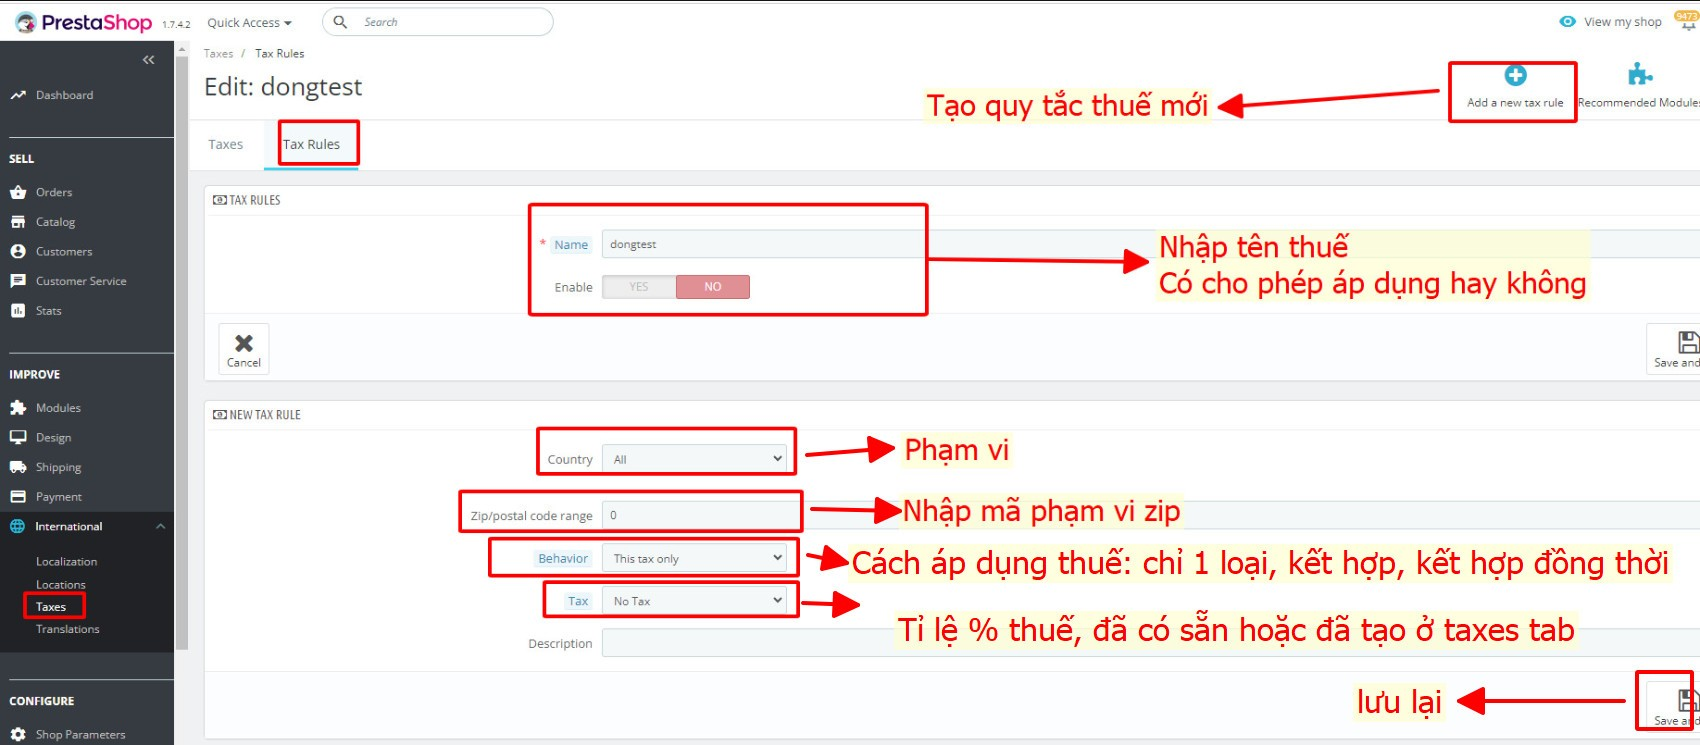 PrestaShop 1.7.4.2 Quick Access Search View my shop 9473
Taxes / Tax Rules
Edit: dongtest
Tạo quy tắc thuế mới
Add a new tax rule
Recommended Modules
Dashboard
Taxes
Tax Rules
SELL
Orders
Catalog
Customers
Customer Service
Stats
IMPROVE
Modules
Design
Shipping
Payment
International
Localization
Locations
Taxes
Translations
CONFIGURE
Shop Parameters
TAX RULES
* Name dongtest
Enable YES NO
Nhập tên thuế
Có cho phép áp dụng hay không
Cancel
Save and
NEW TAX RULE
Country All
Phạm vi
Zip/postal code range 0
Nhập mã phạm vi zip
Behavior This tax only
Cách áp dụng thuế: chỉ 1 loại, kết hợp, kết hợp đồng thời
Tax No Tax
Tỉ lệ % thuế, đã có sẵn hoặc đã tạo ở taxes tab
Description
lưu lại
Save and